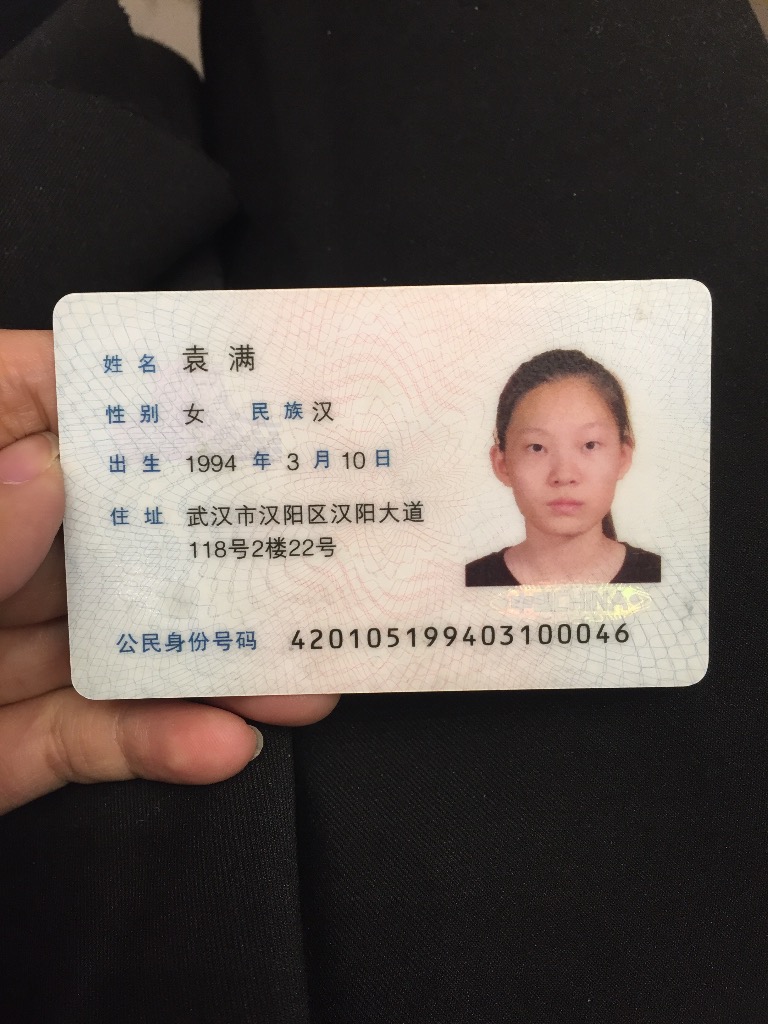 姓名 袁满
性别 女 民族 汉
出生 1994 年 3 月 10 日
住址 武汉市汉阳区汉阳大道
118号2楼22号
CHINA
公民身份号码 420105199403100046